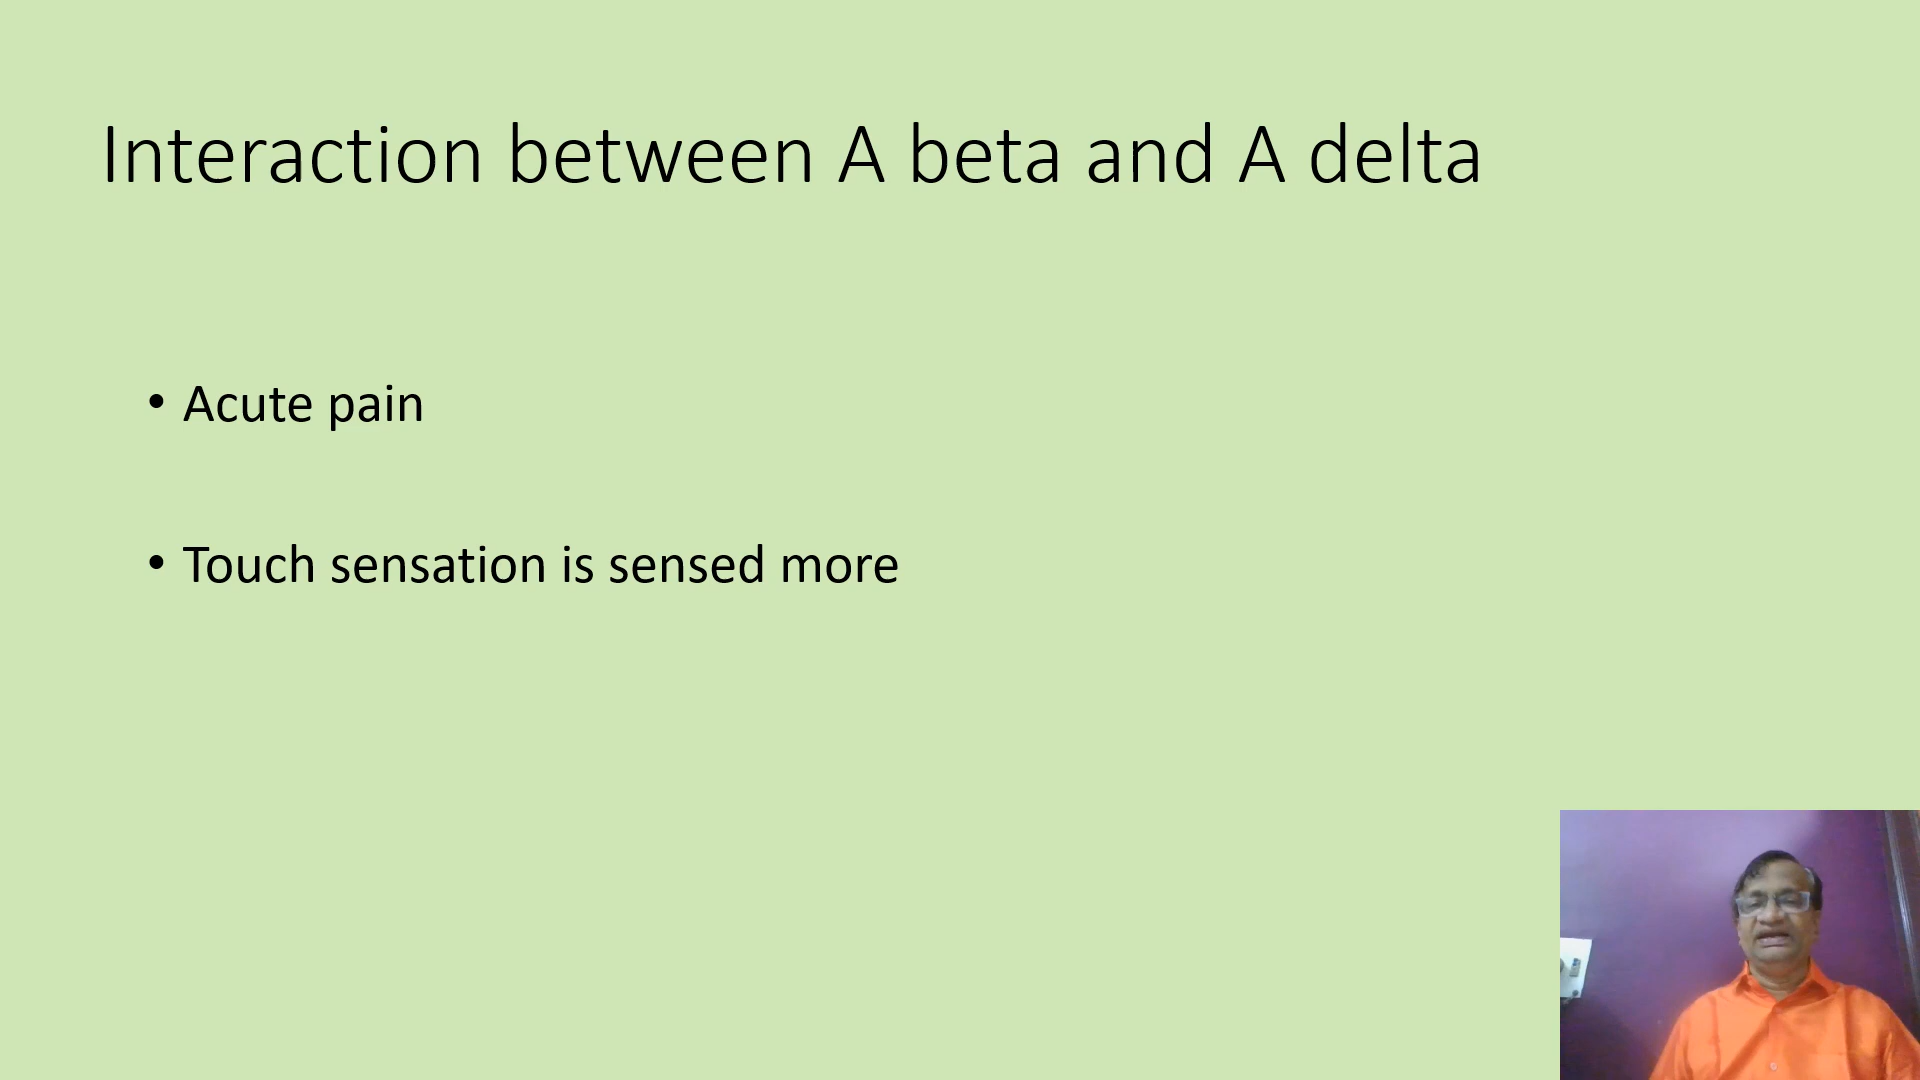 Interaction between A beta and A delta
• Acute pain
• Touch sensation is sensed more